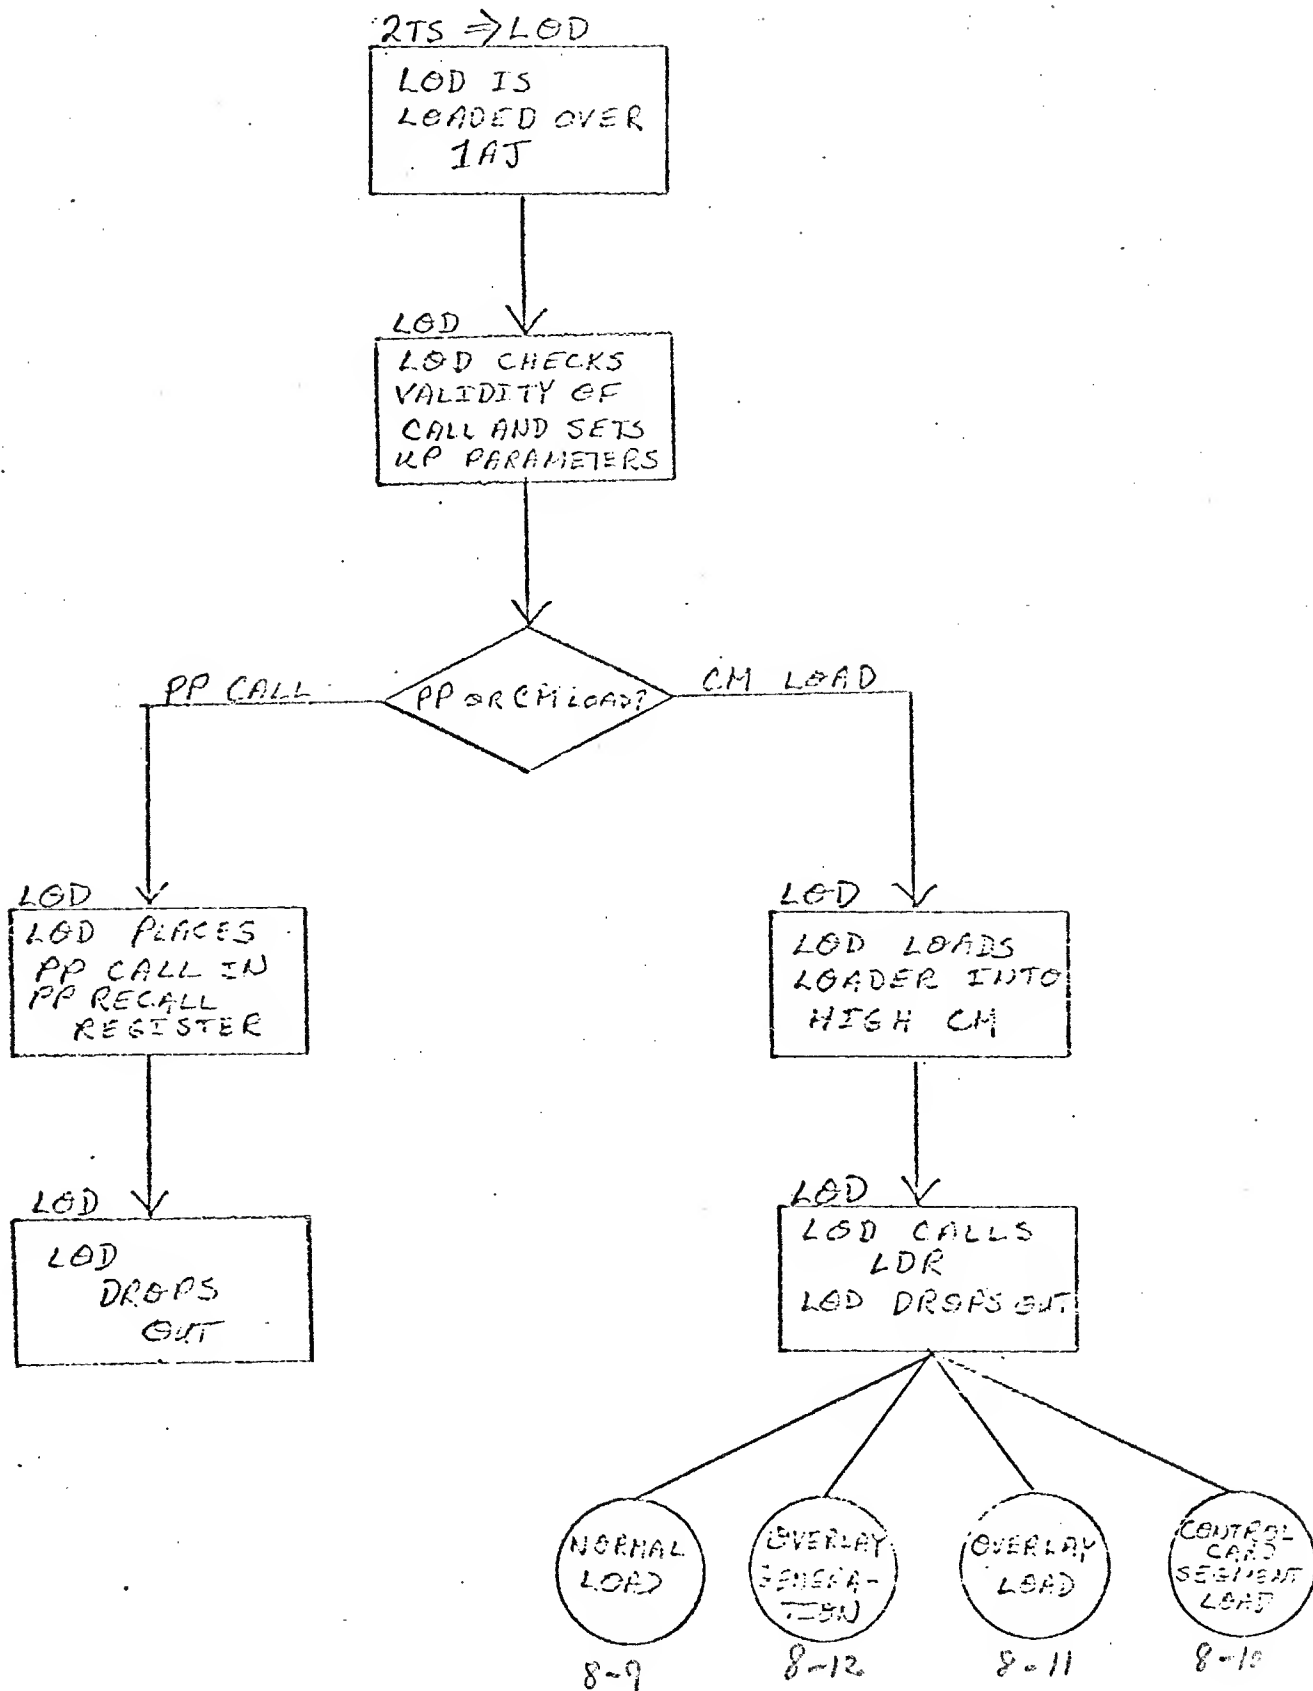 2TS ⇒ LOD
LOD IS
LOADED OVER
1AJ
LOD
LOD CHECKS
VALIDITY OF
CALL AND SETS
UP PARAMETERS
PP CALL
PP OR CM LOAD?
CM LOAD
LOD
LOD PLACES
PP CALL IN
PP RECALL
REGISTER
LOD
LOD LOADS
LOADER INTO
HIGH CM
LOD
LOD
DROPS
OUT
LOD
LOD CALLS
LDR
LOD DROPS OUT
NORMAL
LOAD
8-9
OVERLAY
GENERA-
TION
8-12
OVERLAY
LOAD
8-11
CONTROL
CARD
SEGMENT
LOAD
8-10